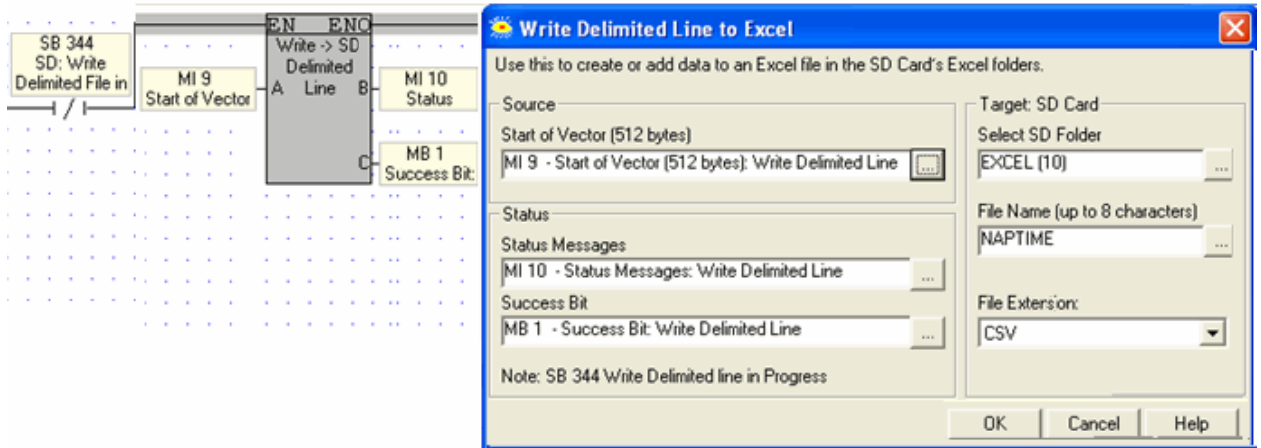 SB 344
SD: Write
Delimited File in
MI 9
Start of Vector
EN ENO
Write -> SD
Delimited
A Line B
C
MI 10
Status
MB 1
Success Bit:
Write Delimited Line to Excel
Use this to create or add data to an Excel file in the SD Card's Excel folders.
Source
Start of Vector (512 bytes)
MI 9 - Start of Vector (512 bytes): Write Delimited Line
...
Status
Status Messages
MI 10 - Status Messages: Write Delimited Line
...
Success Bit
MB 1 - Success Bit: Write Delimited Line
...
Note: SB 344 Write Delimited line in Progress
Target: SD Card
Select SD Folder
EXCEL (10)
...
File Name (up to 8 characters)
NAPTIME
...
File Extension:
CSV
OK Cancel Help